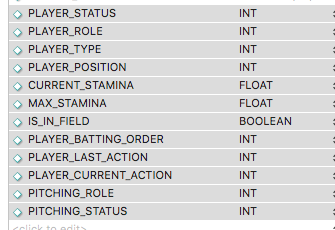 PLAYER_STATUS INT
PLAYER_ROLE INT
PLAYER_TYPE INT
PLAYER_POSITION INT
CURRENT_STAMINA FLOAT
MAX_STAMINA FLOAT
IS_IN_FIELD BOOLEAN
PLAYER_BATTING_ORDER INT
PLAYER_LAST_ACTION INT
PLAYER_CURRENT_ACTION INT
PITCHING_ROLE INT
PITCHING_STATUS INT
<click to edit>